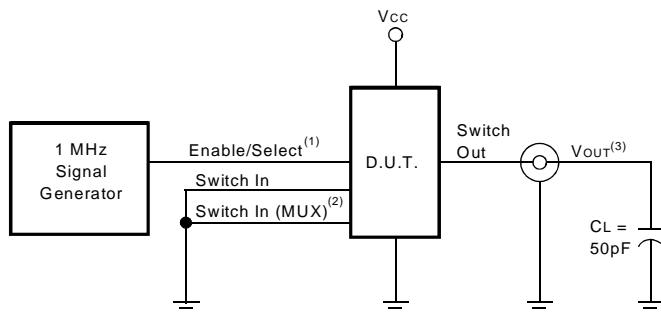 VCC
1 MHz
Signal
Generator
Enable/Select(1)
Switch In
Switch In (MUX)(2)
D.U.T.
Switch
Out
VOUT(3)
CL =
50pF